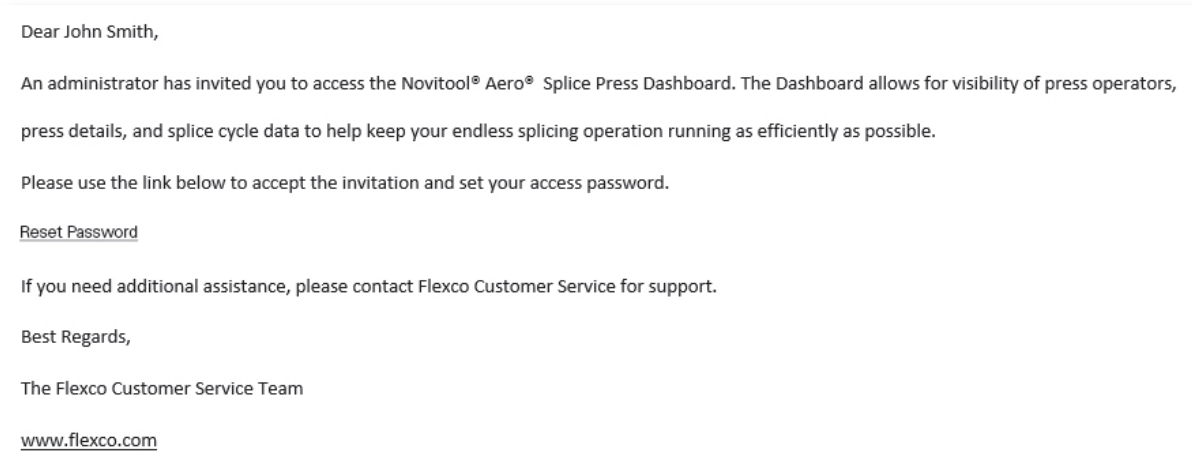 Dear John Smith,
An administrator has invited you to access the Novitool® Aero® Splice Press Dashboard. The Dashboard allows for visibility of press operators,
press details, and splice cycle data to help keep your endless splicing operation running as efficiently as possible.
Please use the link below to accept the invitation and set your access password.
Reset Password
If you need additional assistance, please contact Flexco Customer Service for support.
Best Regards,
The Flexco Customer Service Team
www.flexco.com